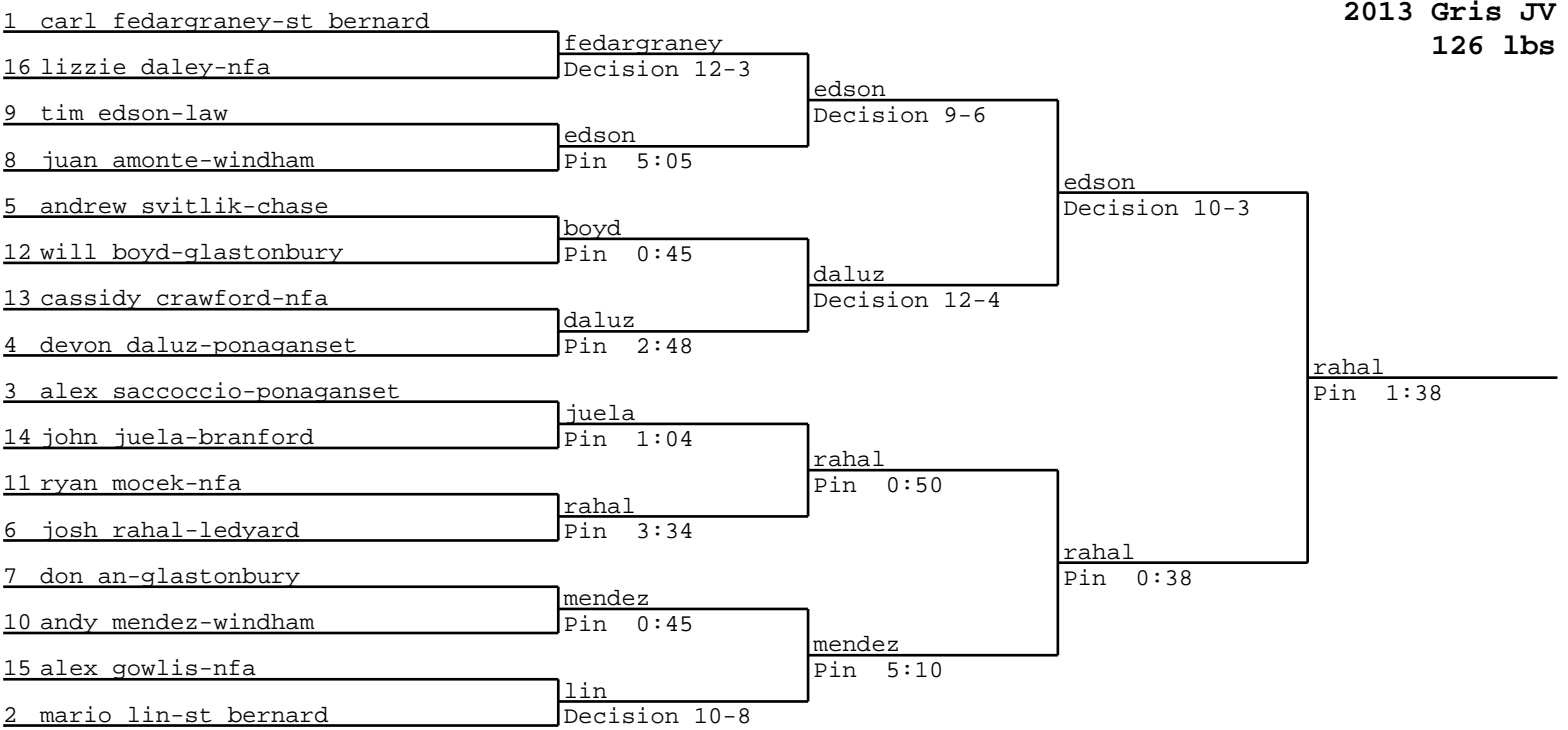 2013 Gris JV
126 lbs
1 carl fedargraney-st bernard
16 lizzie daley-nfa
9 tim edson-law
8 juan amonte-windham
5 andrew svitlik-chase
12 will boyd-glastonbury
13 cassidy crawford-nfa
4 devon daluz-ponaganset
3 alex saccoccio-ponaganset
14 john juela-branford
11 ryan mocek-nfa
6 josh rahal-ledyard
7 don an-glastonbury
10 andy mendez-windham
15 alex gowlis-nfa
2 mario lin-st bernard
fedargraney
Decision 12-3
edson
Pin 5:05
boyd
Pin 0:45
daluz
Pin 2:48
juela
Pin 1:04
rahal
Pin 3:34
mendez
Pin 0:45
lin
Decision 10-8
edson
Decision 9-6
daluz
Decision 12-4
rahal
Pin 0:50
mendez
Pin 5:10
edson
Decision 10-3
rahal
Pin 0:38
rahal
Pin 1:38